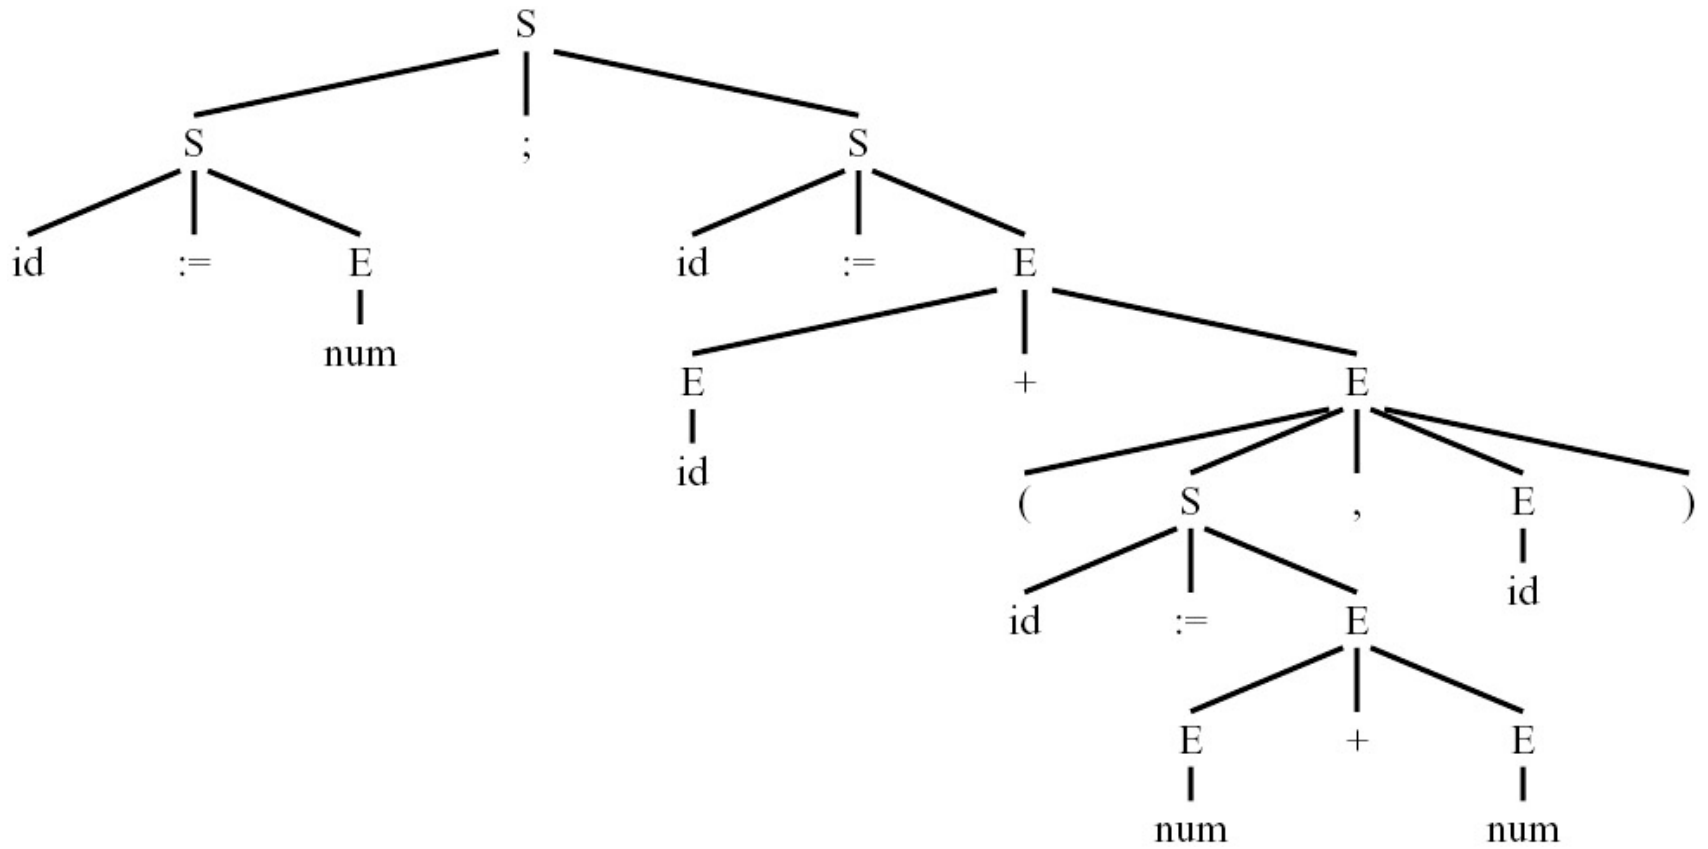 S
S ; S
id := E id := E
num
E + E
id
( S , E )
id
id := E
E + E
num num